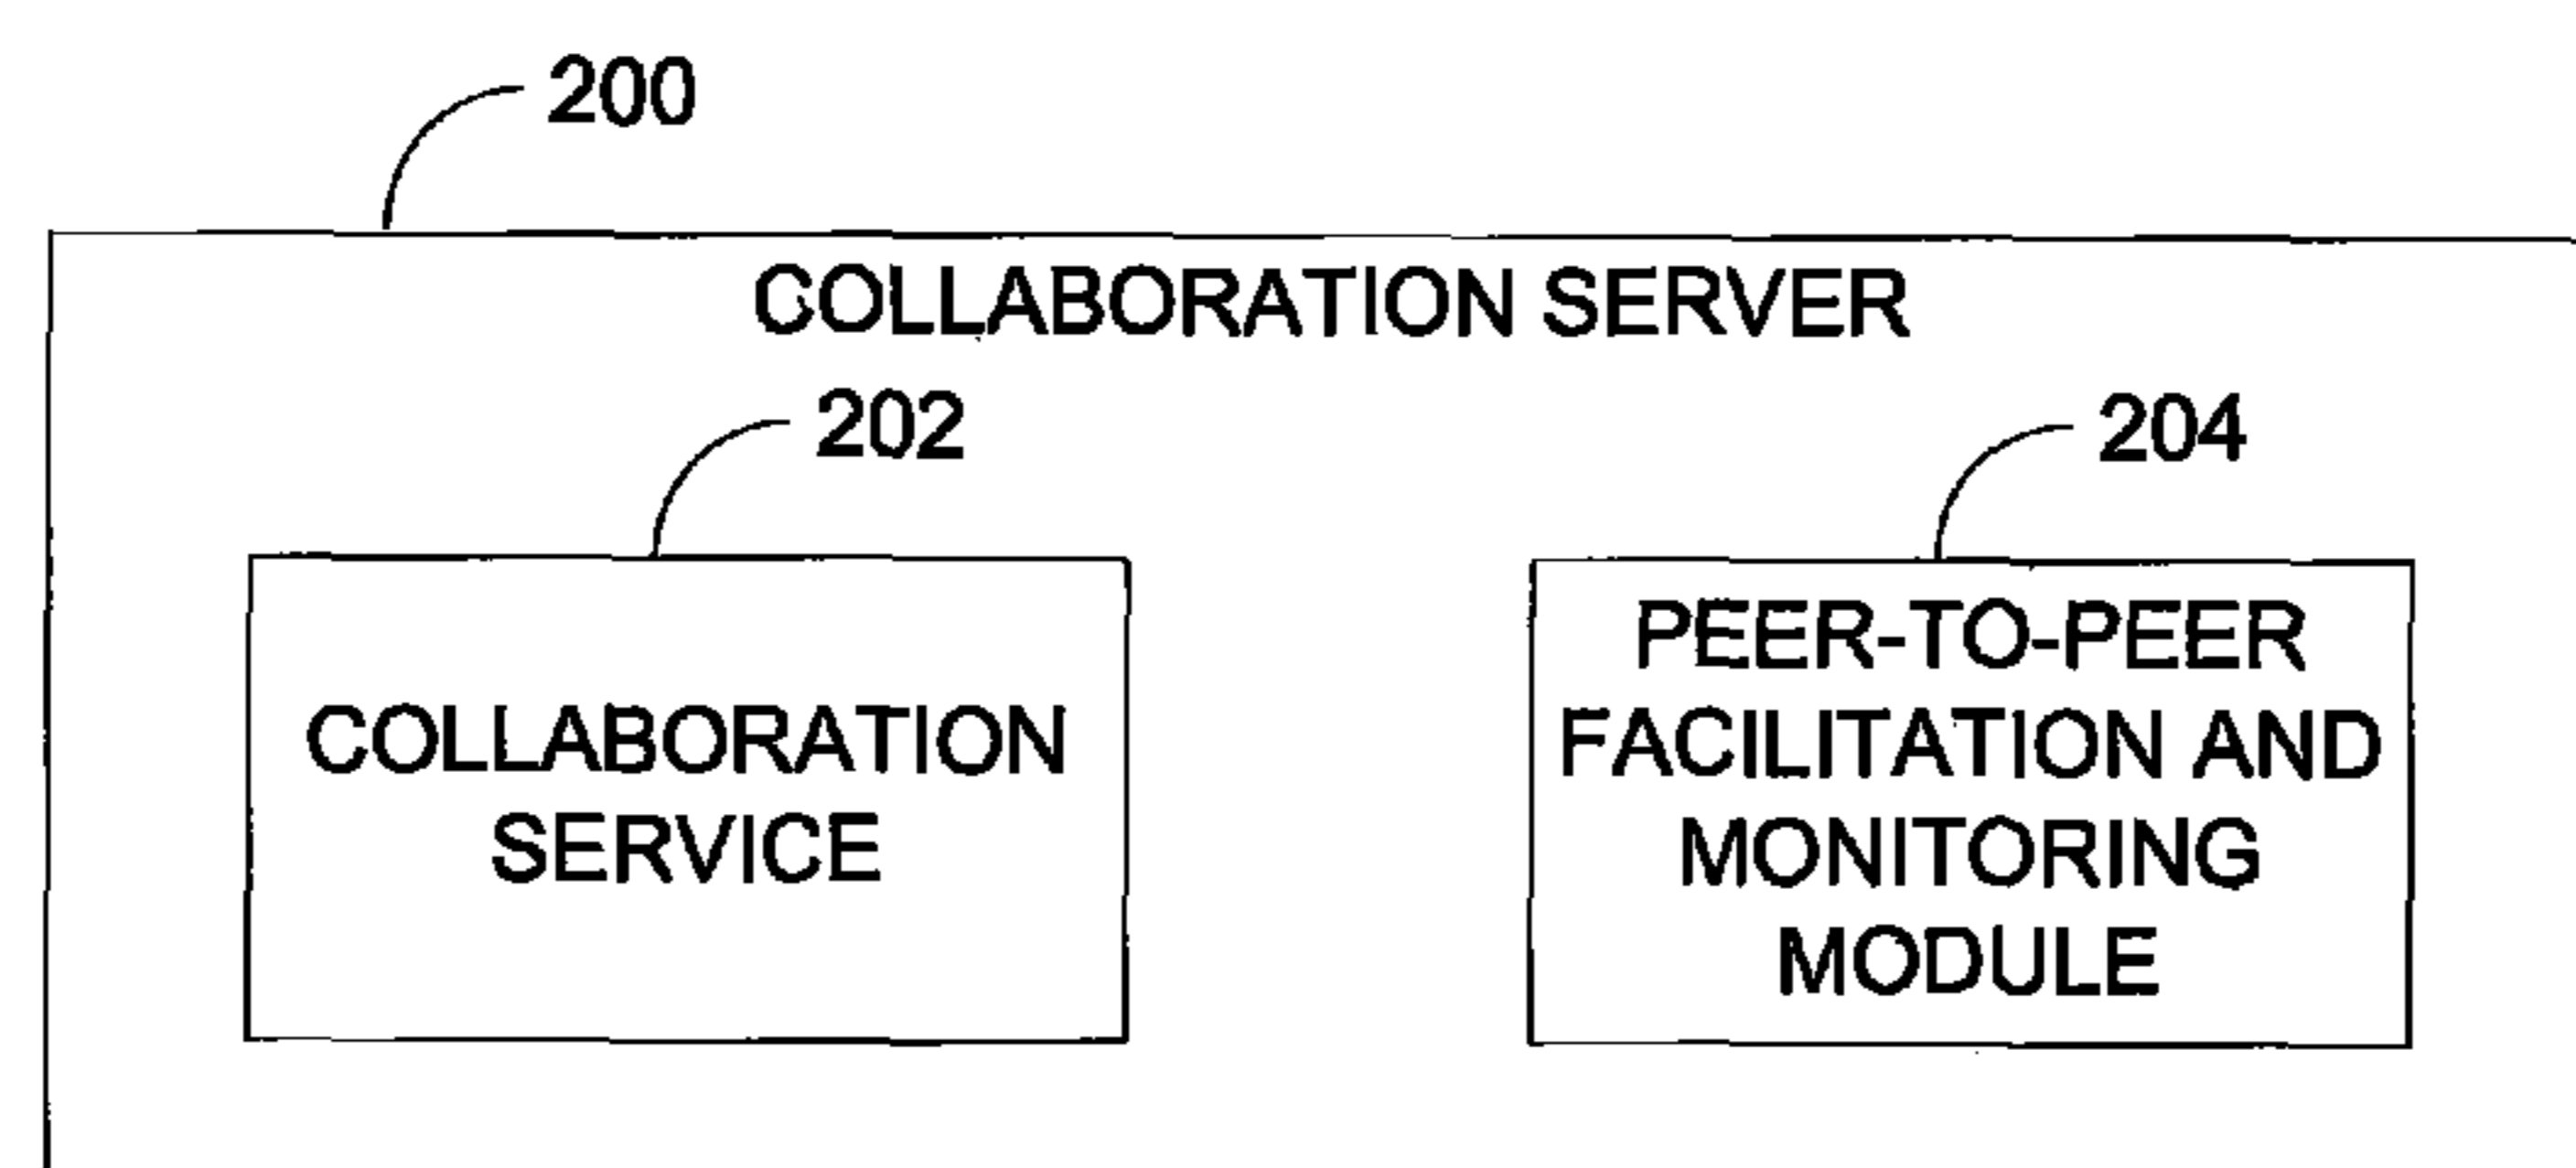 200
COLLABORATION SERVER
202
204
COLLABORATION
SERVICE
PEER-TO-PEER
FACILITATION AND
MONITORING
MODULE